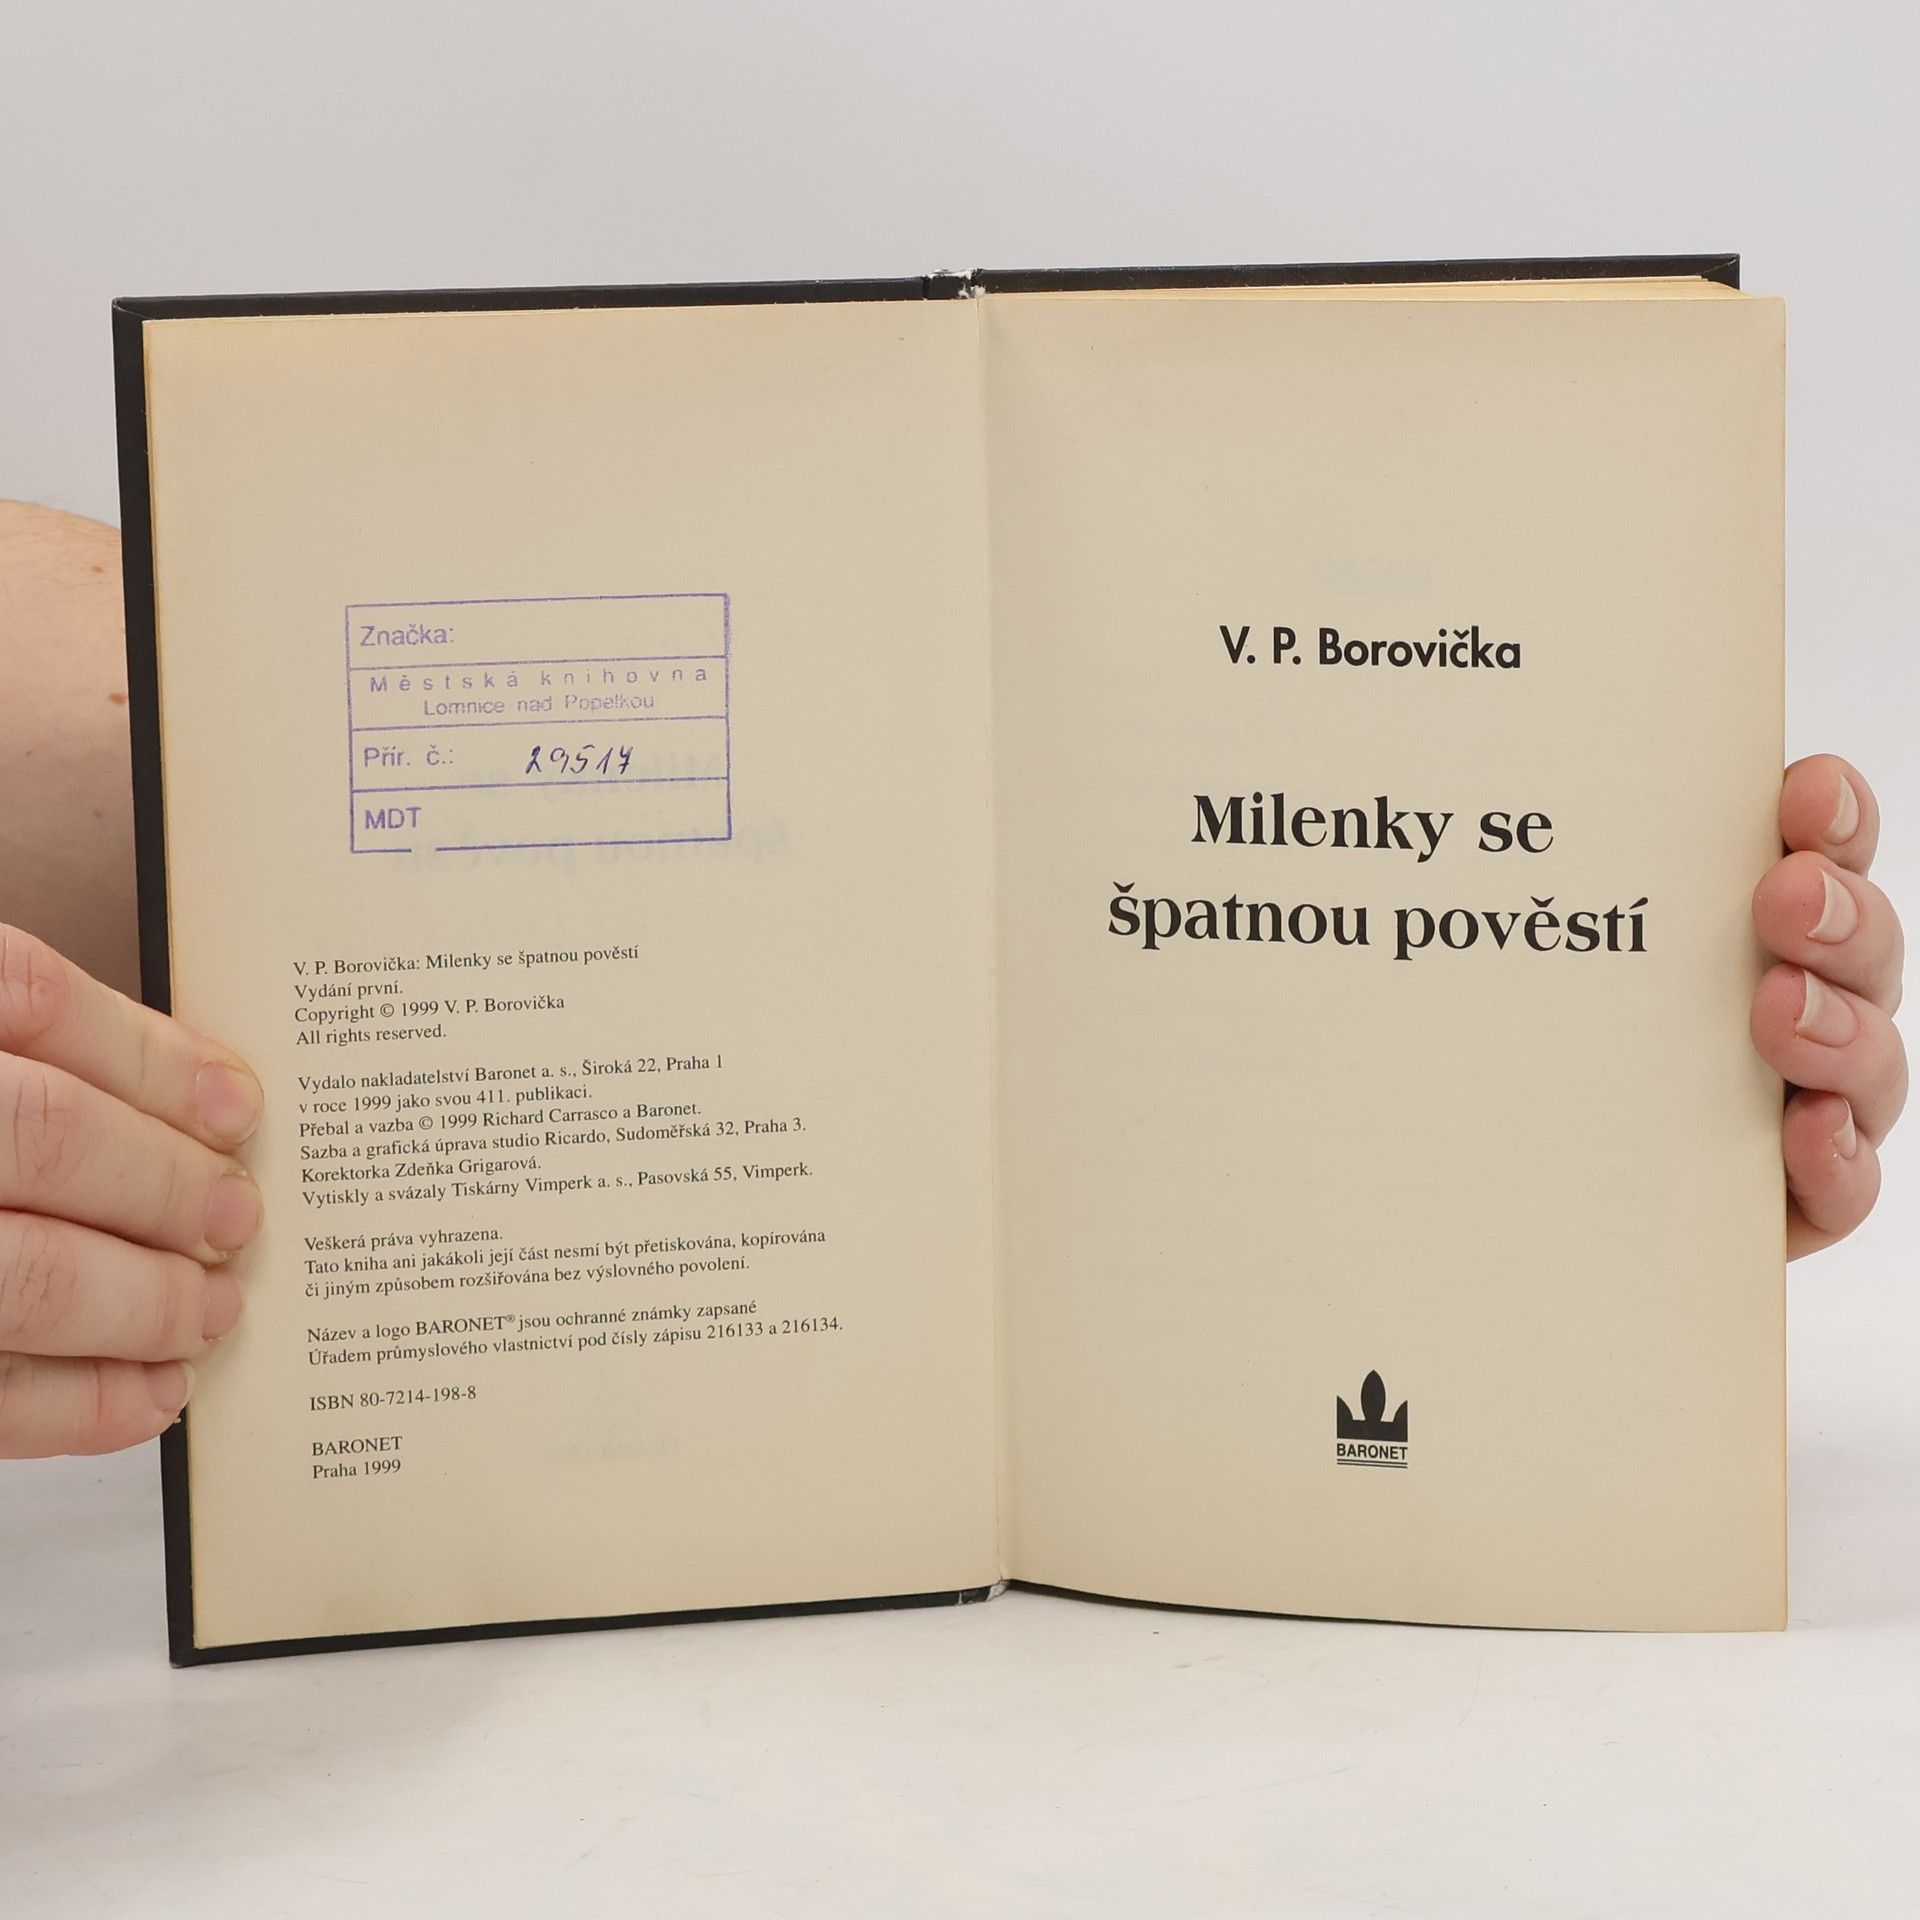 Značka:
Městská knihovna
Lomnice nad Popelkou
Přír. č.: 29517
MDT
V. P. Borovička: Milenky se špatnou pověstí
Vydání první.
Copyright © 1999 V. P. Borovička
All rights reserved.
Vydalo nakladatelství Baronet a. s., Široká 22, Praha 1
v roce 1999 jako svou 411. publikaci.
Přebal a vazba © 1999 Richard Carrasco a Baronet.
Sazba a grafická úprava studio Ricardo, Sudoměřská 32, Praha 3.
Korektorka Zdeňka Grigarová.
Vytiskly a svázaly Tiskárny Vimperk a. s., Pasovská 55, Vimperk.
Veškerá práva vyhrazena.
Tato kniha ani jakákoli její část nesmí být přetiskována, kopírována
či jiným způsobem rozšiřována bez výslovného povolení.
Název a logo BARONET® jsou ochranné známky zapsané
Úřadem průmyslového vlastnictví pod čísly zápisu 216133 a 216134.
ISBN 80-7214-198-8
BARONET
Praha 1999
V. P. Borovička
Milenky se
špatnou pověstí
BARONET